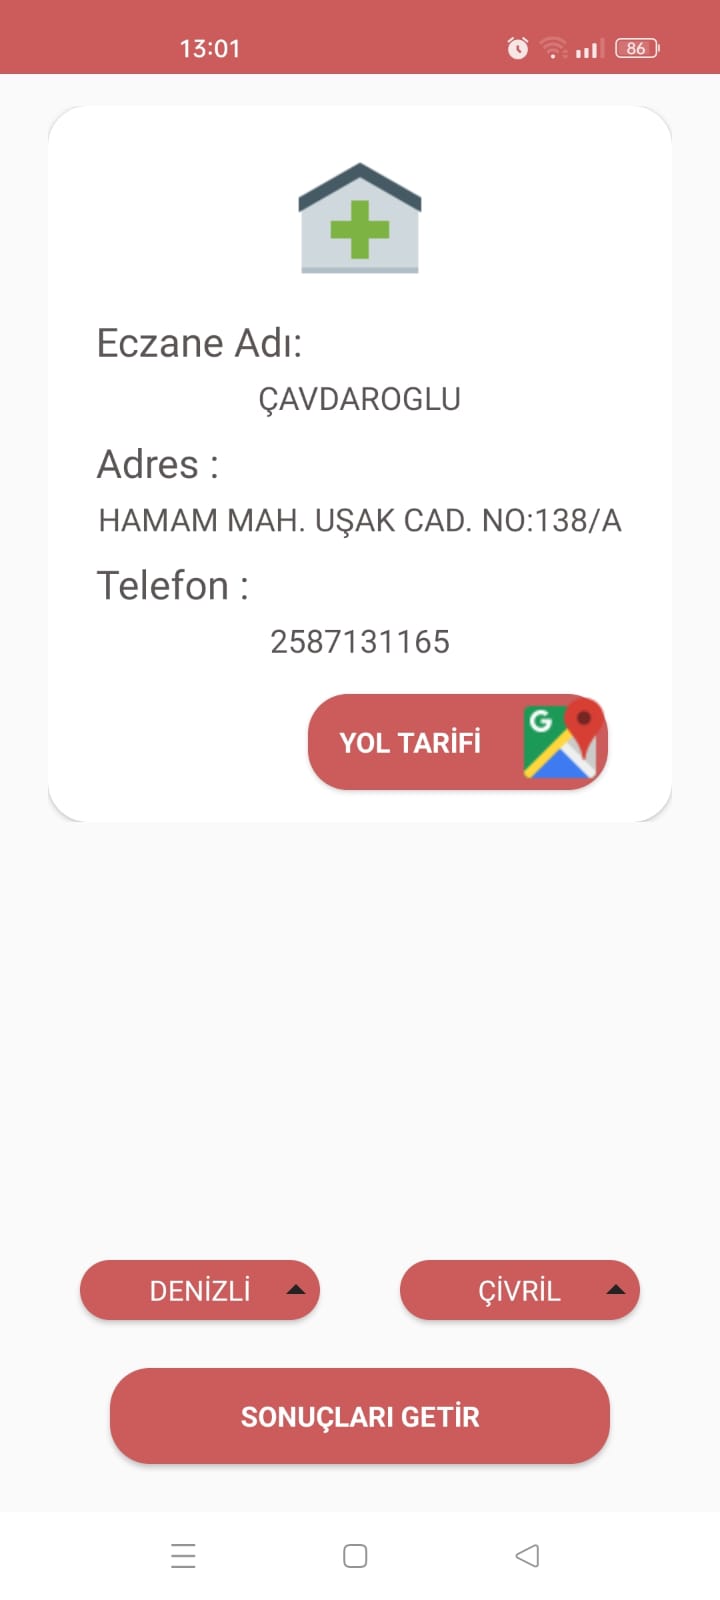 13:01
86
Eczane Adı:
ÇAVDAROGLU
Adres :
HAMAM MAH. UŞAK CAD. NO:138/A
Telefon :
2587131165
YOL TARİFİ
G
DENİZLİ
ÇİVRİL
SONUÇLARI GETİR